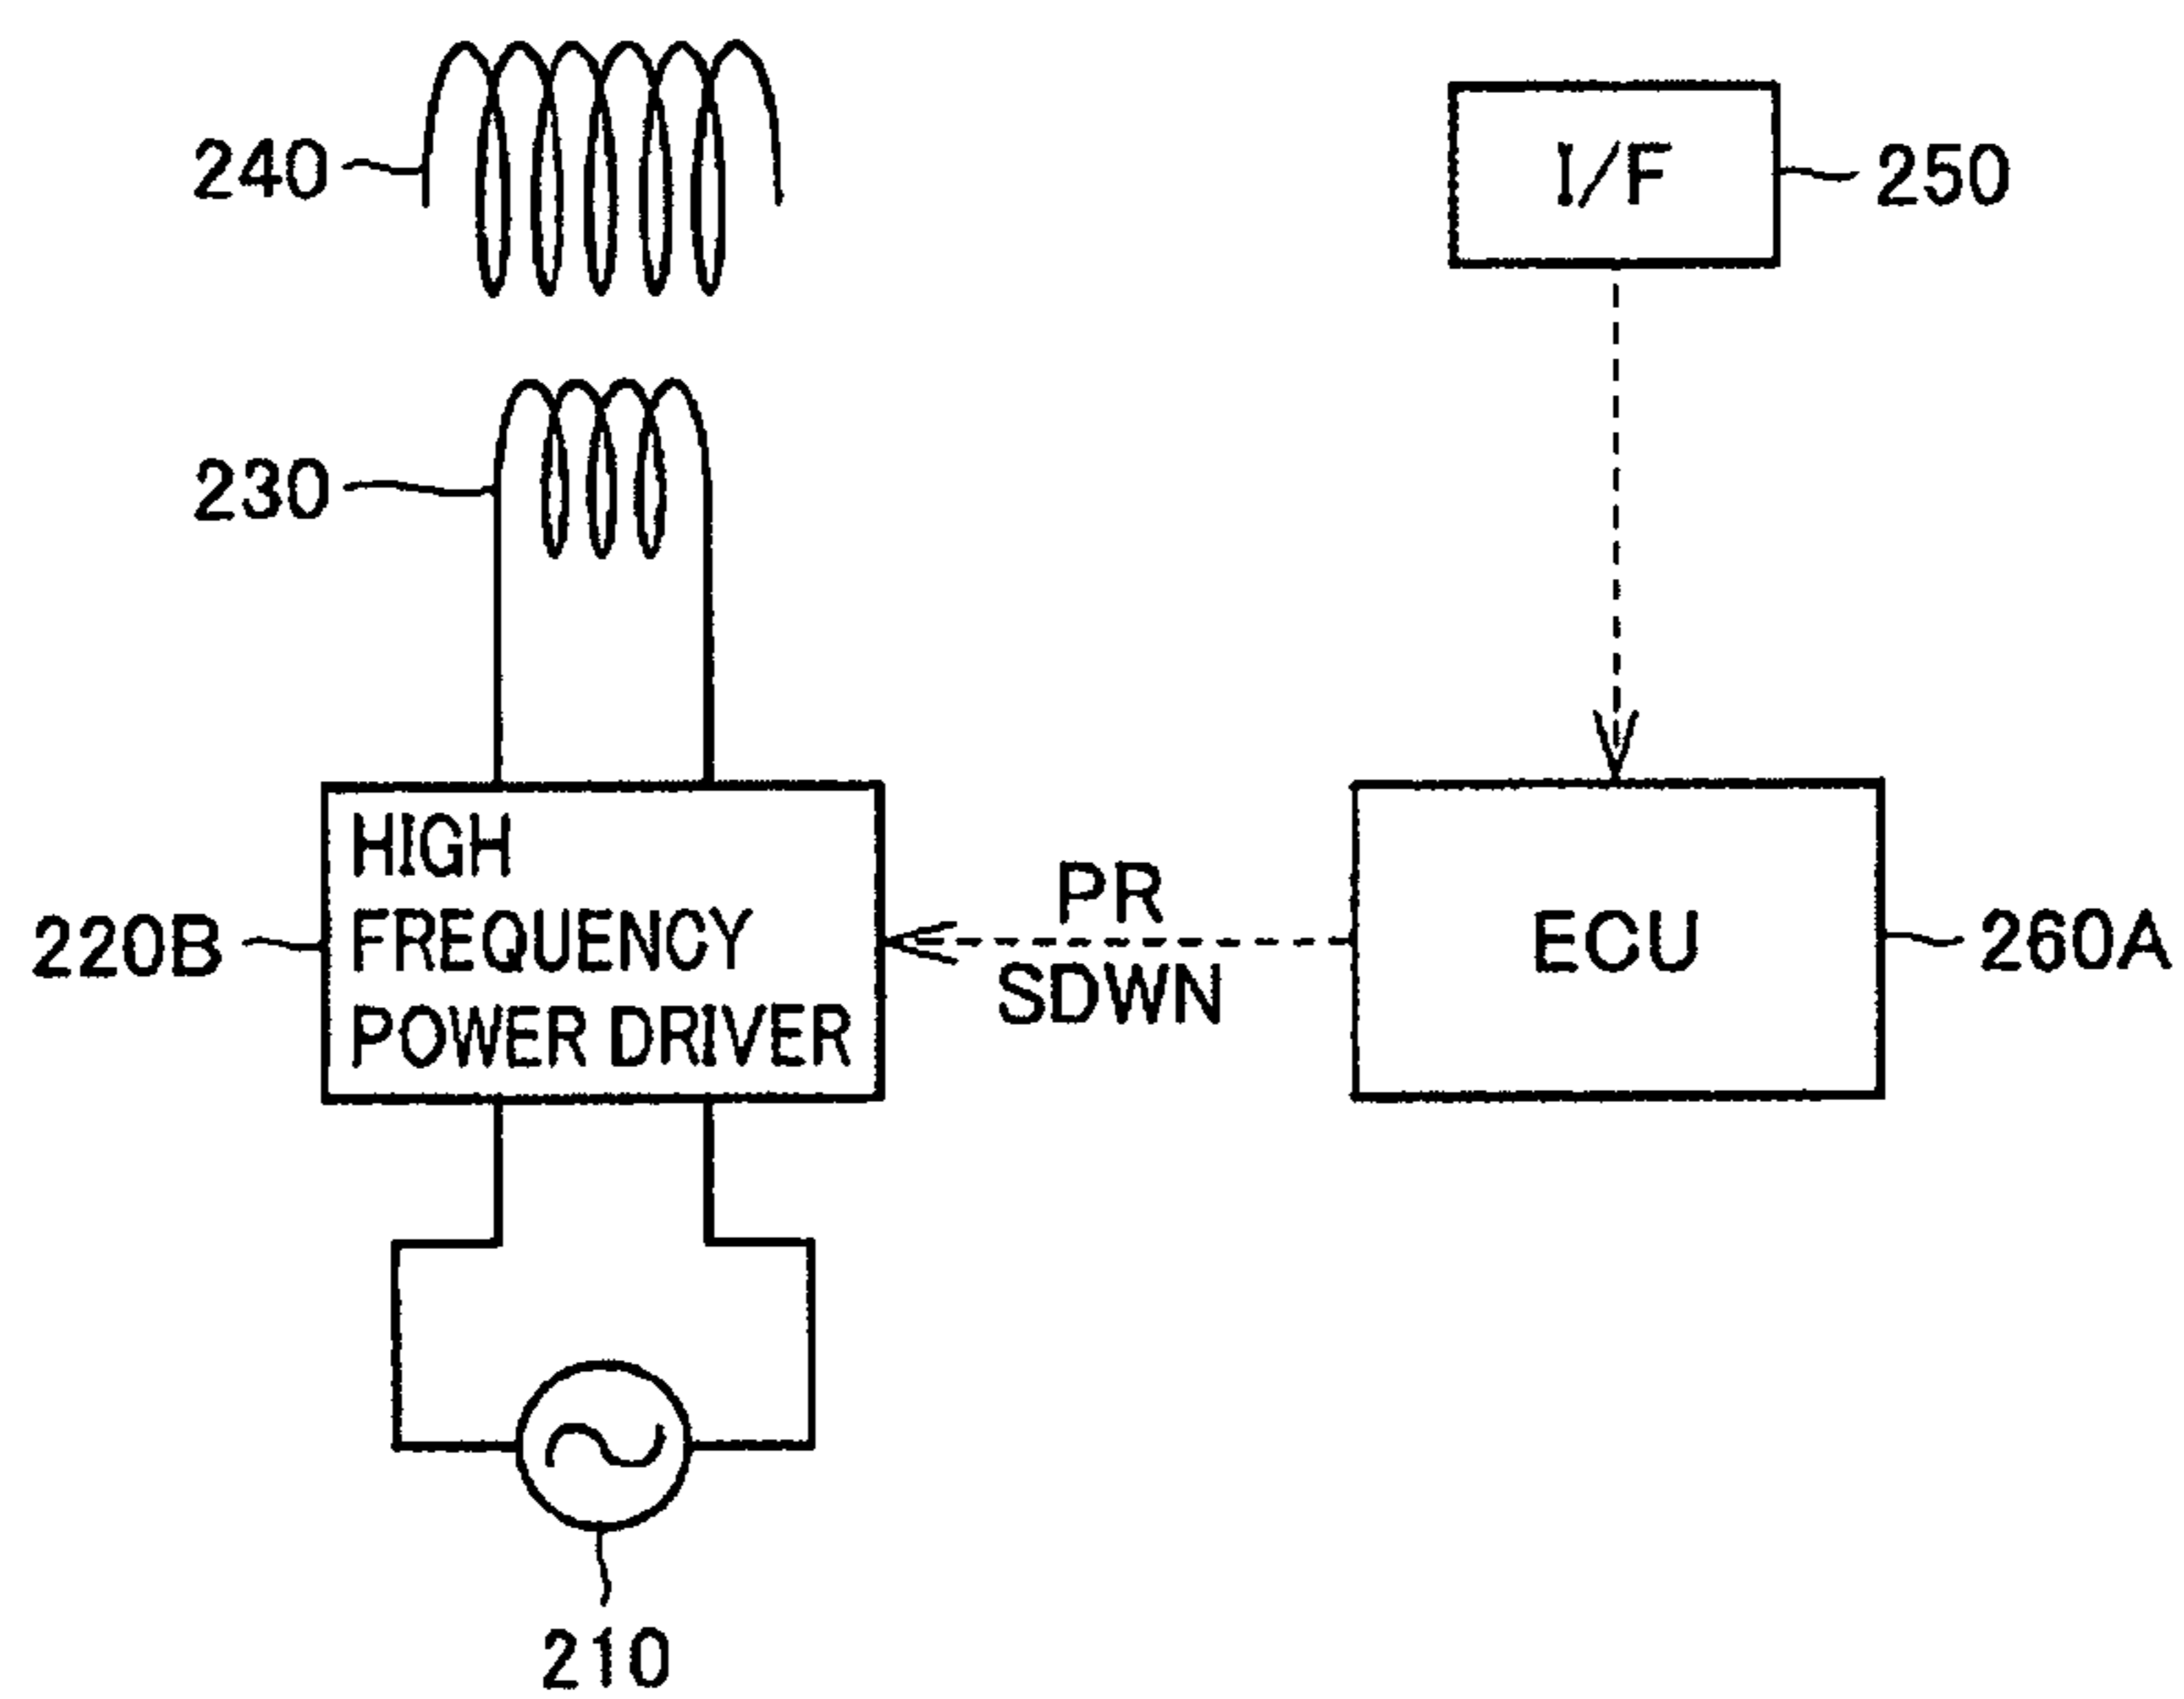 240
I/F
250
230
HIGH
FREQUENCY
POWER DRIVER
220B
PR
SDWN
ECU
260A
210